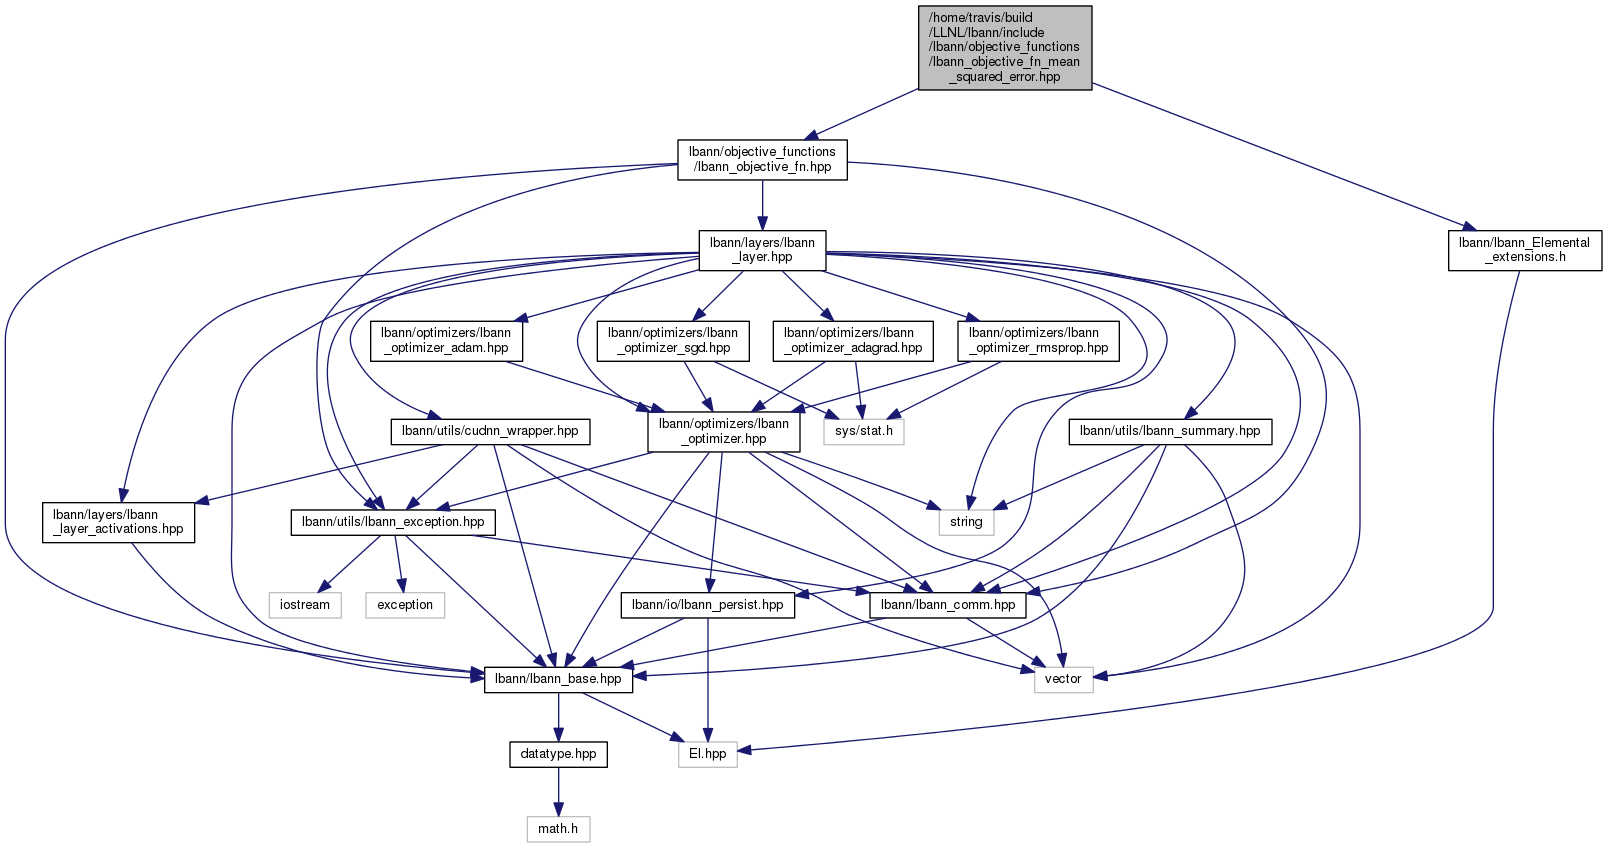 /home/travis/build
/LLNL/lbann/include
/lbann/objective_functions
/lbann_objective_fn_mean
_squared_error.hpp
lbann/objective_functions
/lbann_objective_fn.hpp
lbann/layers/lbann
_layer.hpp
lbann/lbann_Elemental
_extensions.h
lbann/optimizers/lbann
_optimizer_adam.hpp
lbann/optimizers/lbann
_optimizer_sgd.hpp
lbann/optimizers/lbann
_optimizer_adagrad.hpp
lbann/optimizers/lbann
_optimizer_rmsprop.hpp
lbann/utils/cudnn_wrapper.hpp
lbann/optimizers/lbann
_optimizer.hpp
sys/stat.h
lbann/utils/lbann_summary.hpp
lbann/layers/lbann
_layer_activations.hpp
lbann/utils/lbann_exception.hpp
string
iostream
exception
lbann/io/lbann_persist.hpp
lbann/lbann_comm.hpp
lbann/lbann_base.hpp
vector
datatype.hpp
El.hpp
math.h